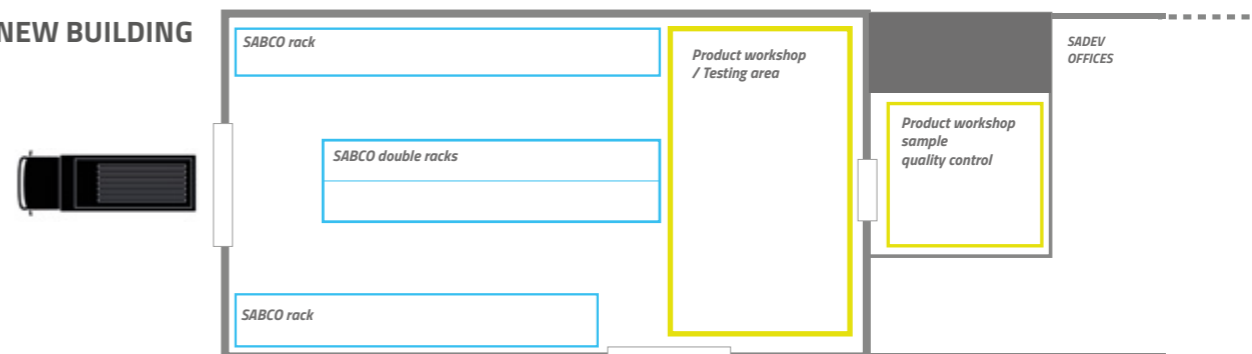 NEW BUILDING
SABCO rack
Product workshop
/ Testing area
SADEV
OFFICES
Product workshop
sample
quality control
SABCO double racks
SABCO rack